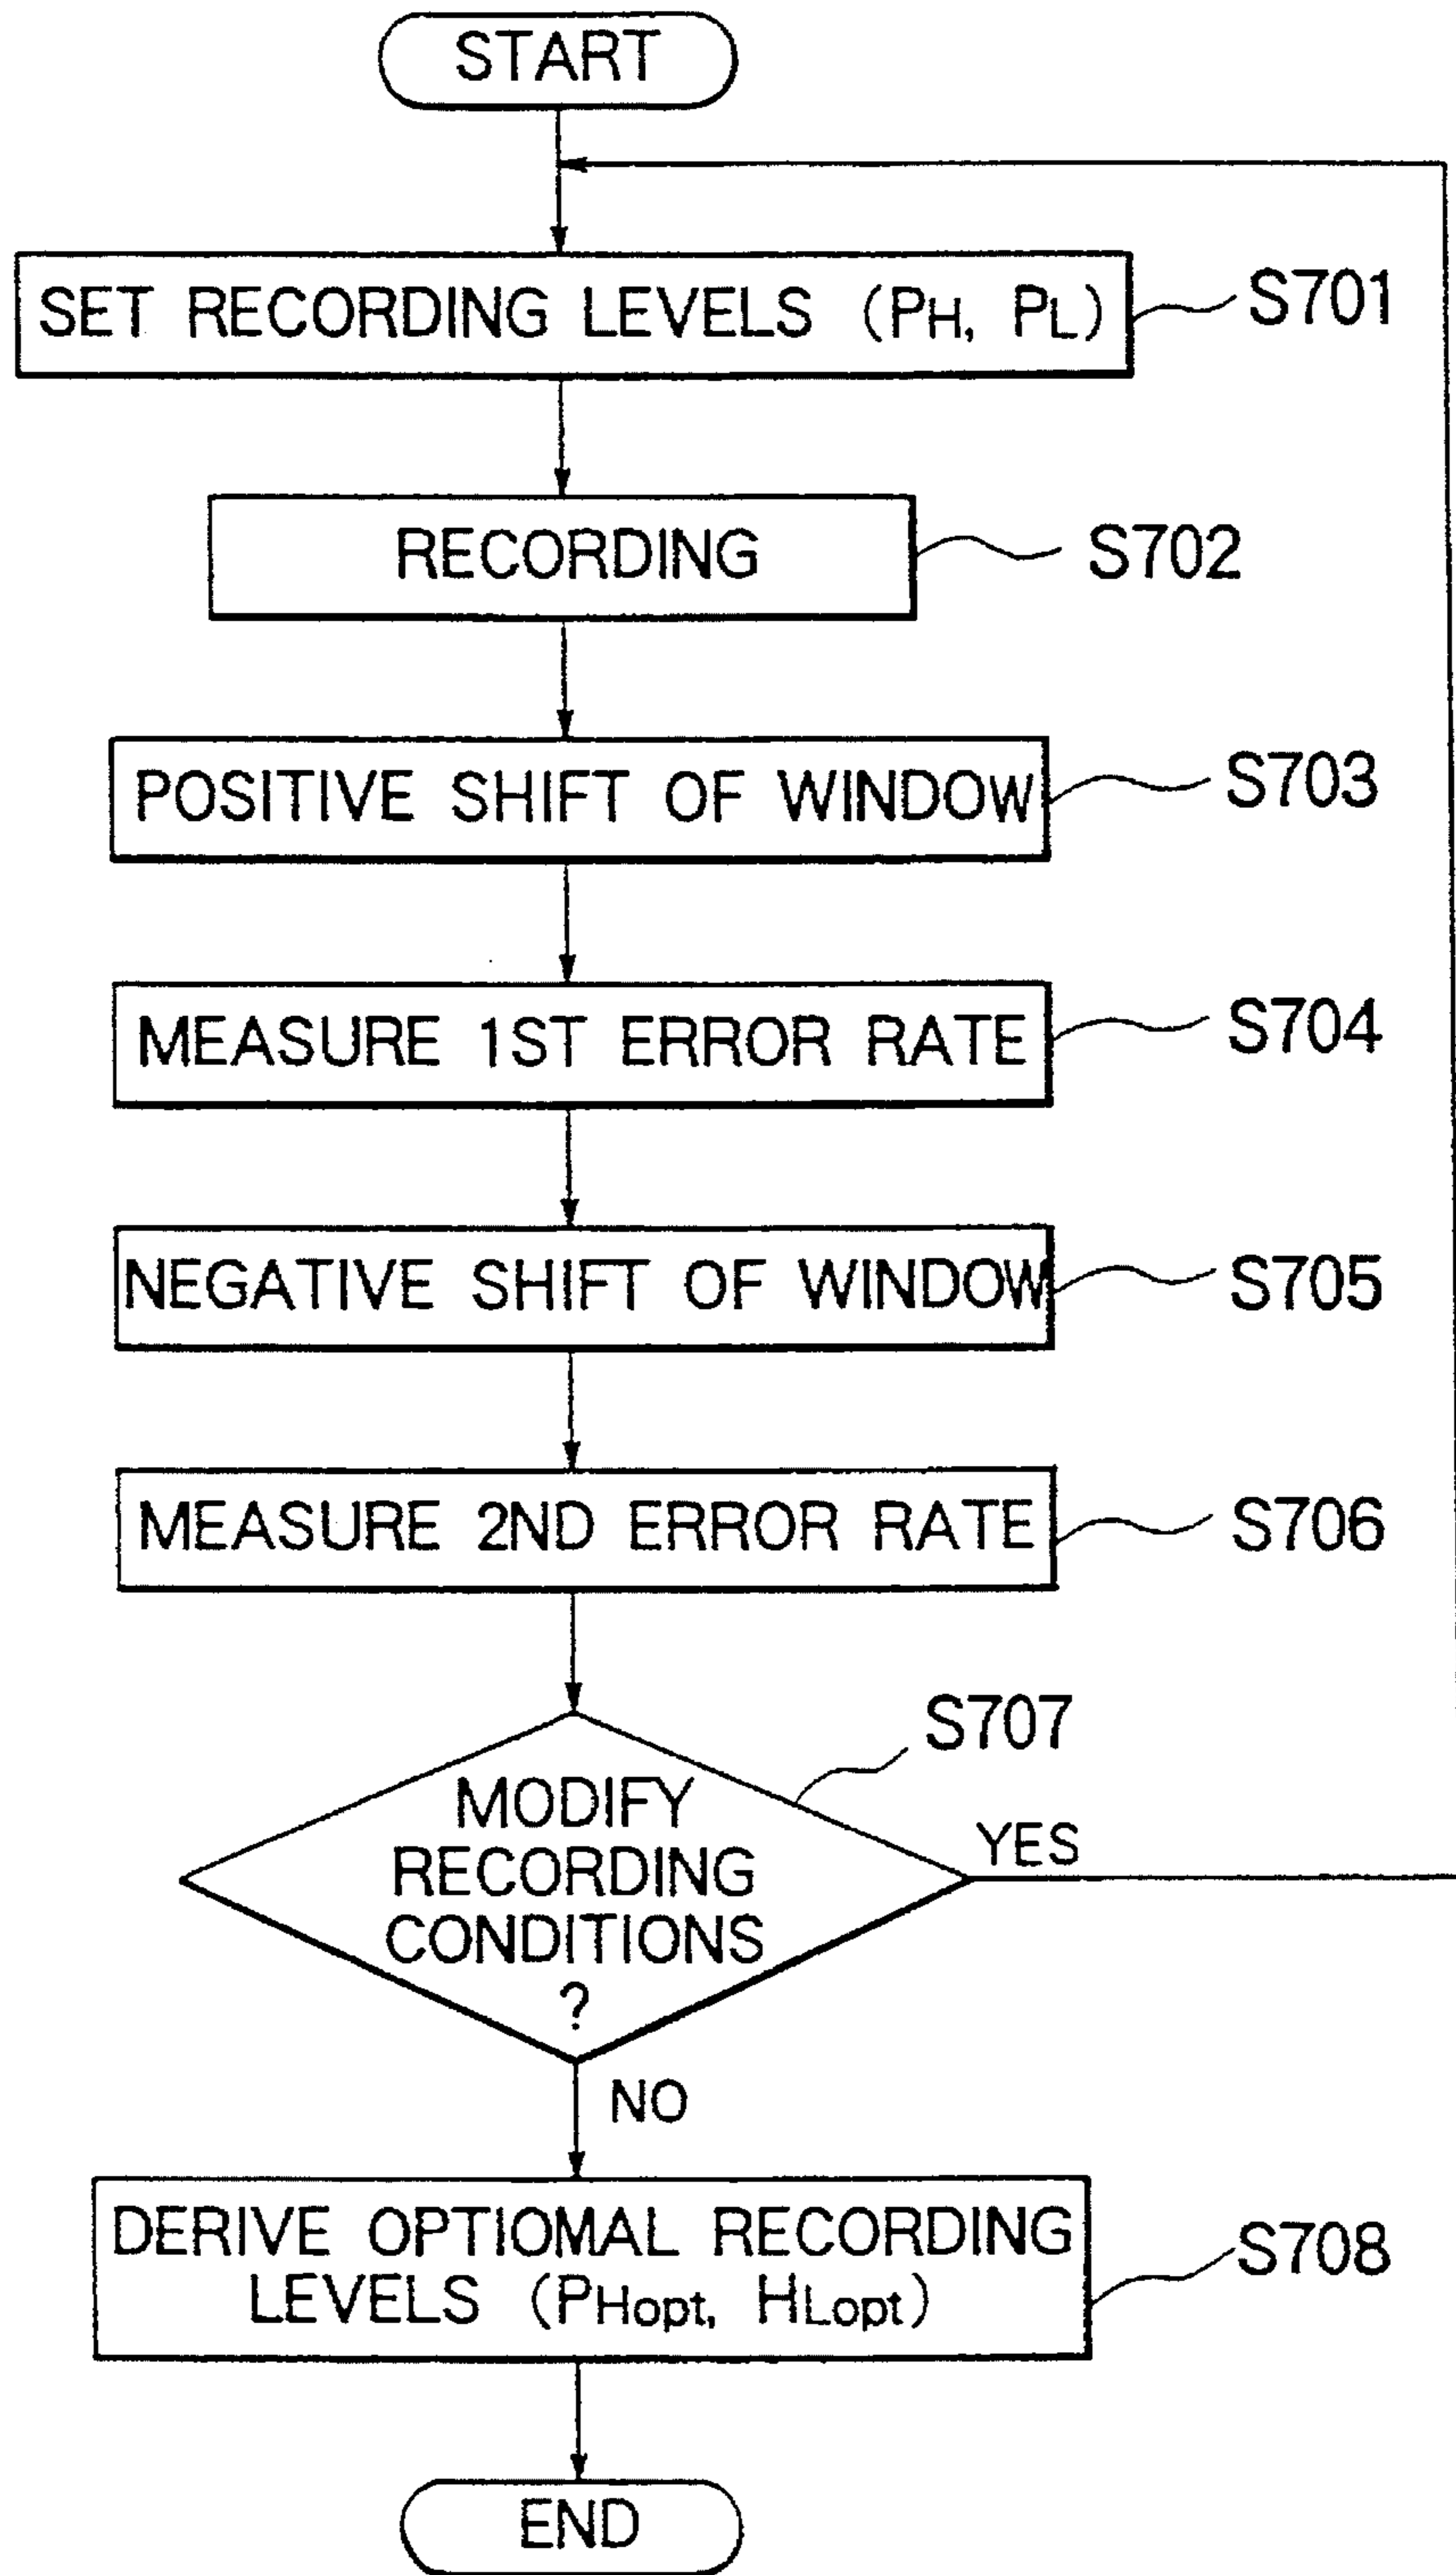 START
SET RECORDING LEVELS (PH, PL)
S701
RECORDING
S702
POSITIVE SHIFT OF WINDOW
S703
MEASURE 1ST ERROR RATE
S704
NEGATIVE SHIFT OF WINDOW
S705
MEASURE 2ND ERROR RATE
S706
S707
MODIFY
RECORDING
CONDITIONS
?
YES
NO
DERIVE OPTIOMAL RECORDING
LEVELS (PHopt, HLopt)
S708
END